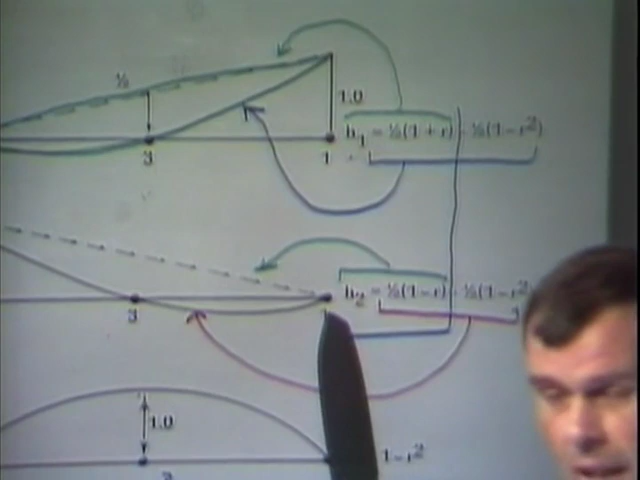 ½
1.0
h₁ = ½(1 + r) - ½(1 - r²)
3
1
h₂ = ½(1 - r) - ½(1 - r²
3
1.0
1 - r²
3